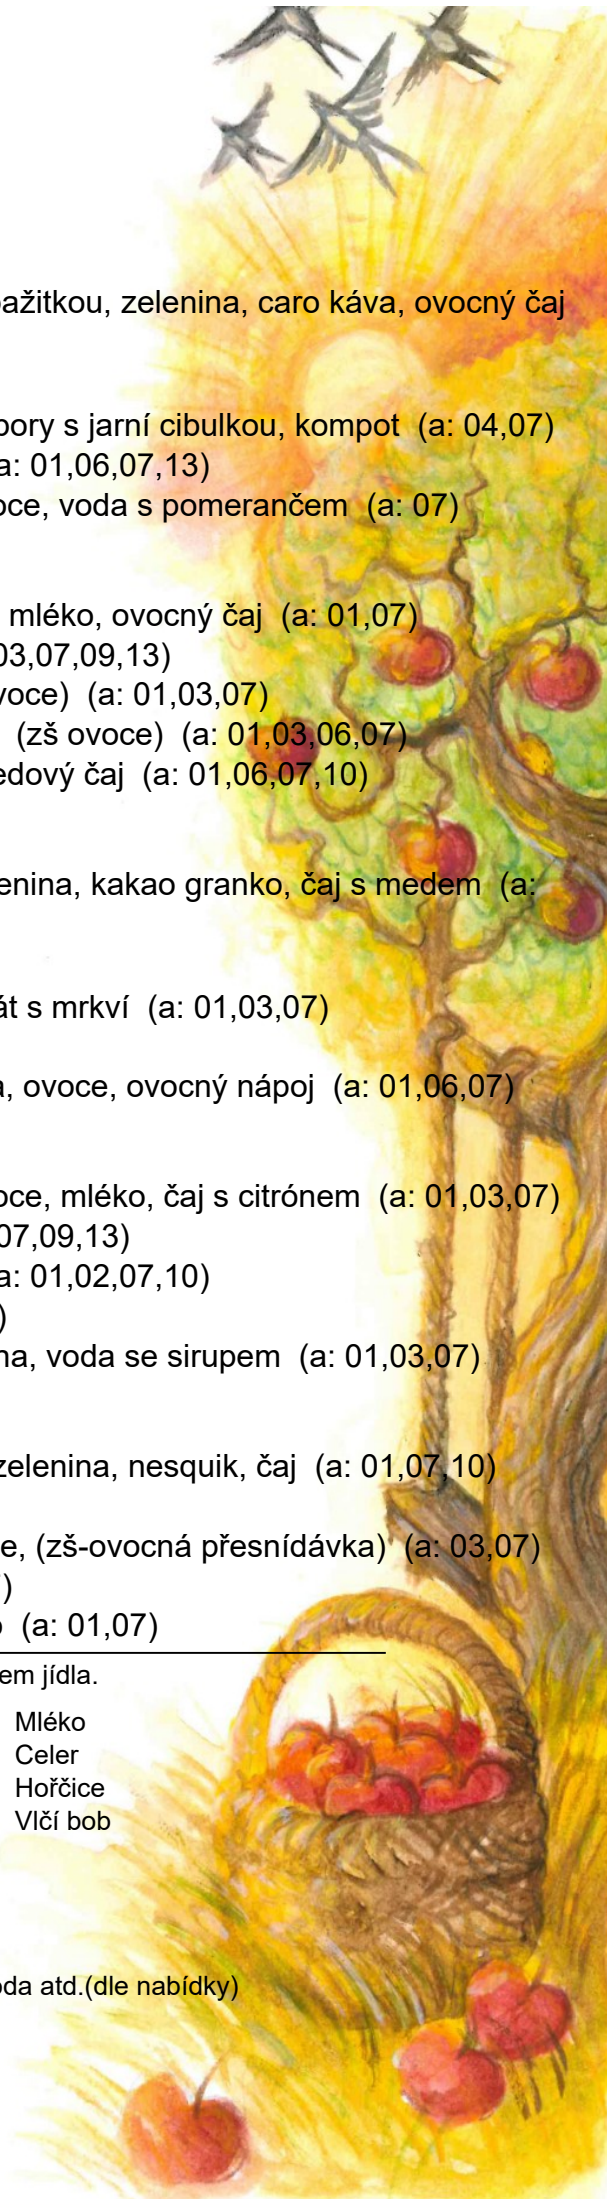 ažitkou, zelenina, caro káva, ovocný čaj
bory s jarní cibulkou, kompot (a: 04,07)
a: 01,06,07,13)
oce, voda s pomerančem (a: 07)
mléko, ovocný čaj (a: 01,07)
03,07,09,13)
voce) (a: 01,03,07)
(zš ovoce) (a: 01,03,06,07)
edový čaj (a: 01,06,07,10)
enina, kakao granko, čaj s medem (a:
át s mrkví (a: 01,03,07)
a, ovoce, ovocný nápoj (a: 01,06,07)
oce, mléko, čaj s citrónem (a: 01,03,07)
07,09,13)
a: 01,02,07,10)
)
na, voda se sirupem (a: 01,03,07)
zelenina, nesquik, čaj (a: 01,07,10)
e, (zš-ovocná přesnídávka) (a: 03,07)
)
o (a: 01,07)
em jídla.
Mléko
Celer
Hořčice
Vlčí bob
oda atd.(dle nabídky)